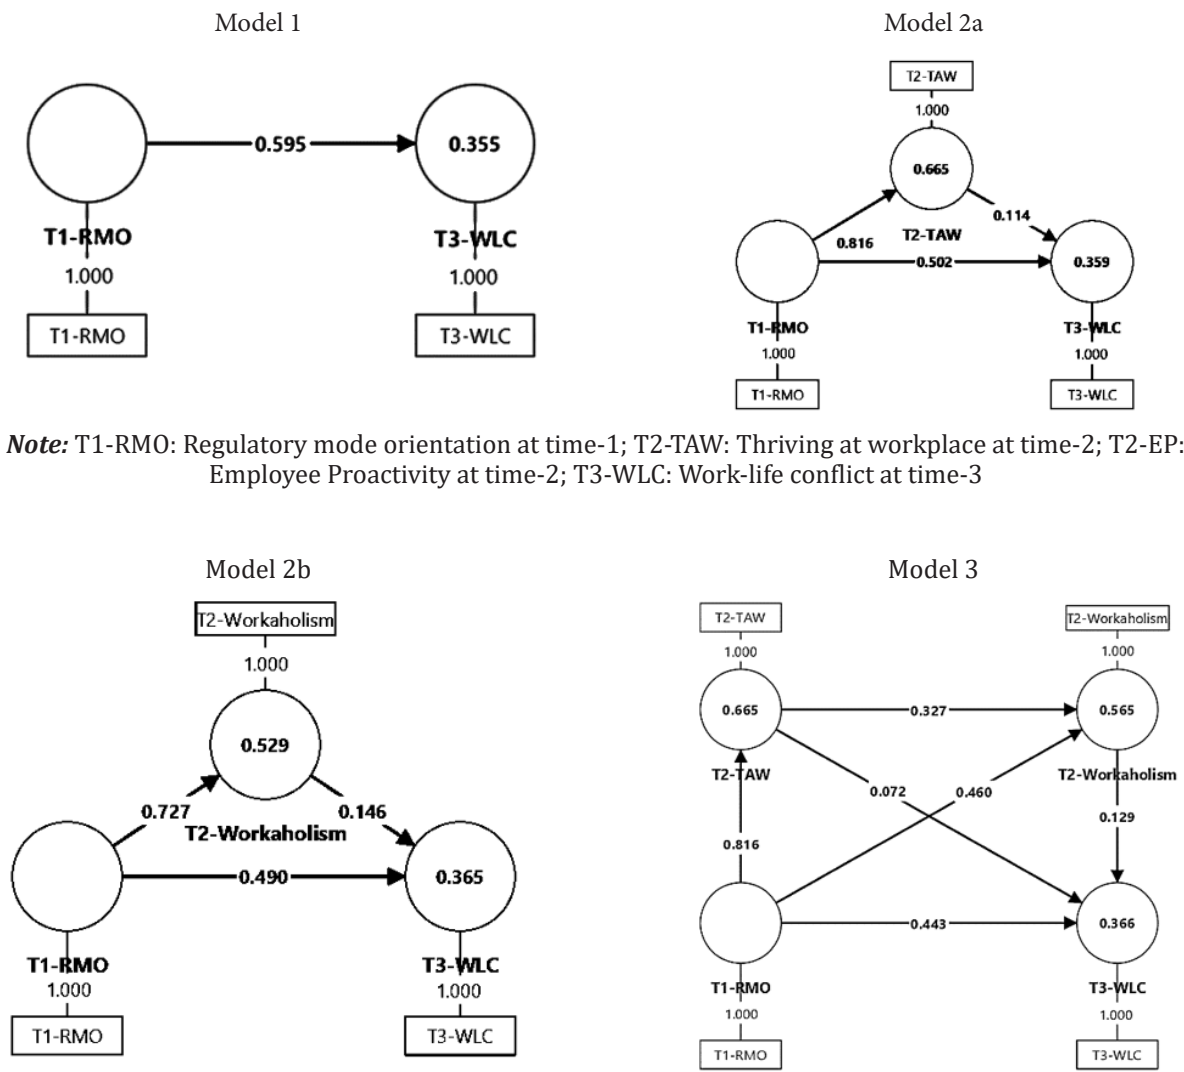 Model 1
0.595
0.355
T1-RMO
T3-WLC
1.000
1.000
T1-RMO
T3-WLC
Model 2a
T2-TAW
1.000
0.665
0.114
0.816
T2-TAW
0.502
0.359
T1-RMO
T3-WLC
1.000
1.000
T1-RMO
T3-WLC
Note: T1-RMO: Regulatory mode orientation at time-1; T2-TAW: Thriving at workplace at time-2; T2-EP:
Employee Proactivity at time-2; T3-WLC: Work-life conflict at time-3
Model 2b
T2-Workaholism
1.000
0.529
0.727
0.146
T2-Workaholism
0.490
0.365
T1-RMO
T3-WLC
1.000
1.000
T1-RMO
T3-WLC
Model 3
T2-TAW
T2-Workaholism
1.000
1.000
0.665
0.327
0.565
T2-TAW
T2-Workaholism
0.072
0.460
0.129
0.816
0.443
0.366
T1-RMO
T3-WLC
1.000
1.000
T1-RMO
T3-WLC